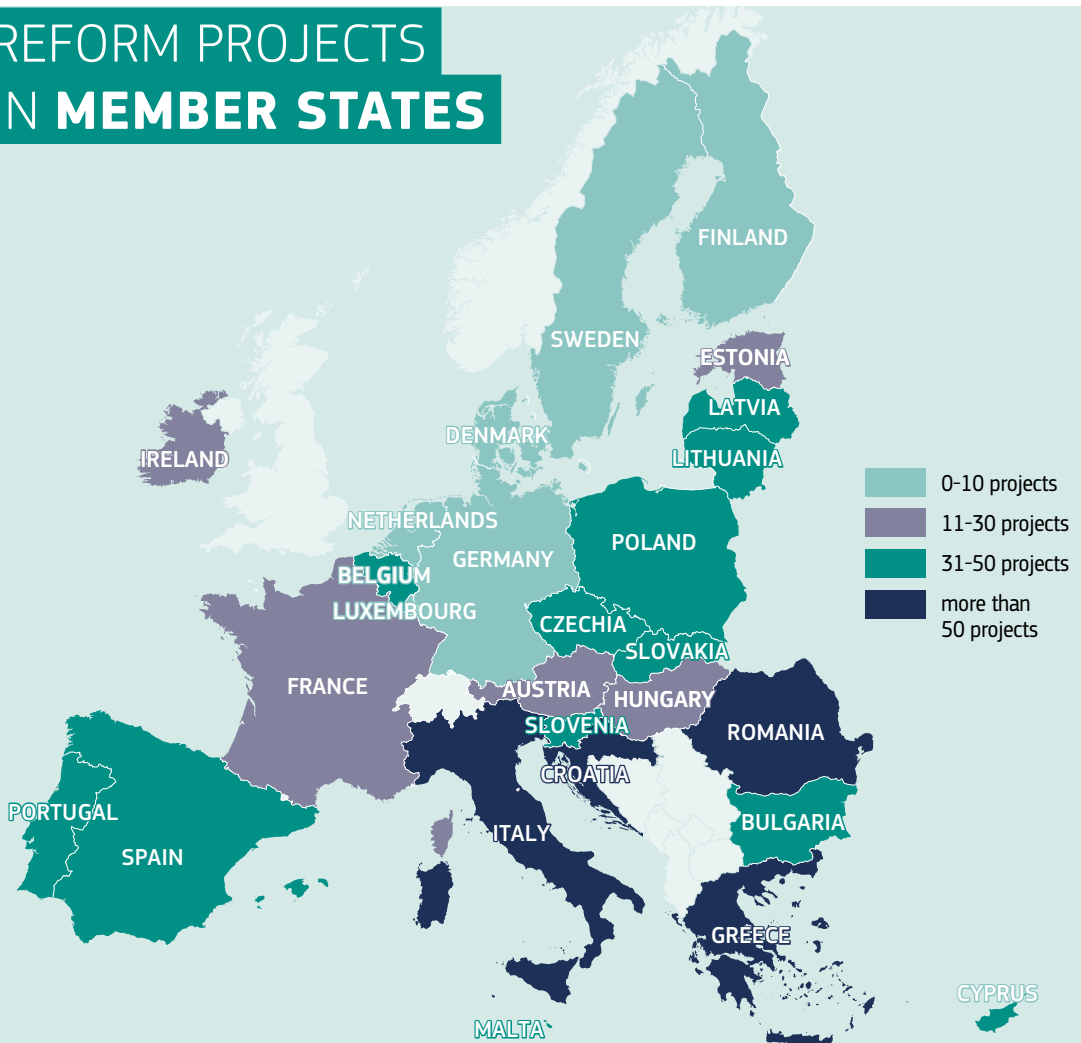 REFORM PROJECTS
IN MEMBER STATES
FINLAND
SWEDEN
ESTONIA
LATVIA
DENMARK
LITHUANIA
IRELAND
0-10 projects
NETHERLANDS
11-30 projects
POLAND
GERMANY
31-50 projects
BELGIUM
more than
50 projects
LUXEMBOURG
CZECHIA
SLOVAKIA
FRANCE
AUSTRIA
HUNGARY
SLOVENIA
ROMANIA
CROATIA
PORTUGAL
BULGARIA
ITALY
SPAIN
GREECE
CYPRUS
MALTA